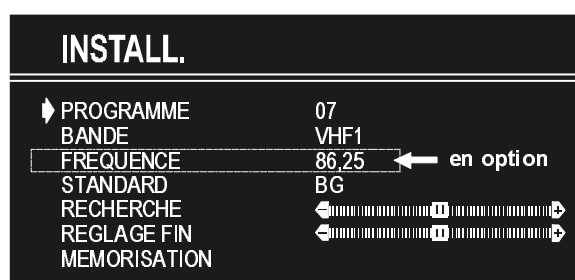 INSTALL.
PROGRAMME 07
BANDE VHF1
FREQUENCE 86,25 en option
STANDARD BG
RECHERCHE
REGLAGE FIN
MEMORISATION